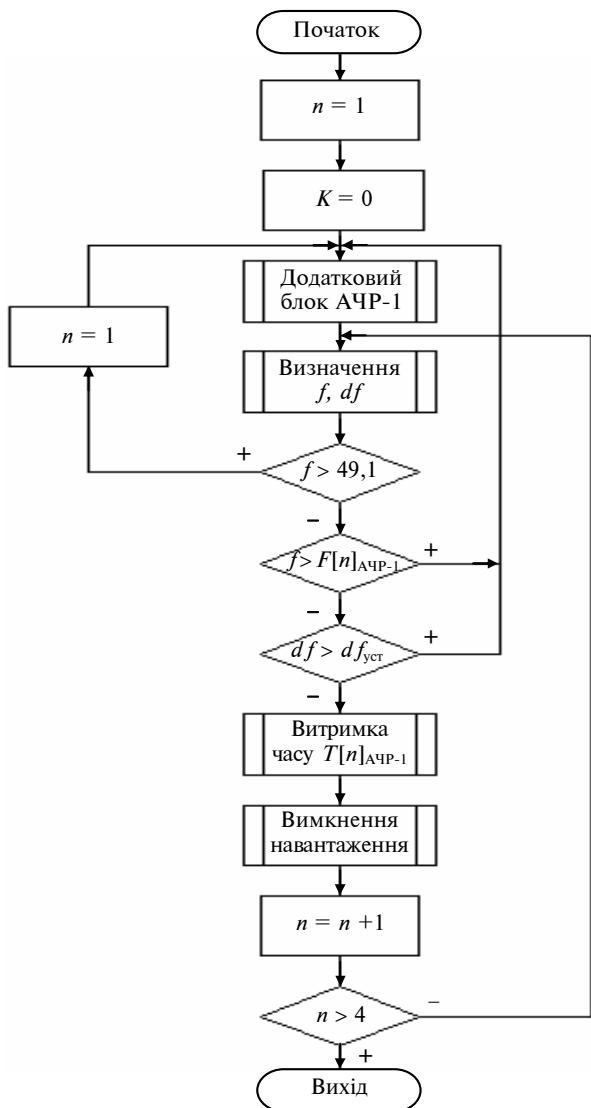 Початок
n = 1
K = 0
Додатковий
блок АЧР-1
n = 1
Визначення
f, df
+
f > 49,1
–
f > F[n]АЧР-1
+
–
df > dfуст
+
–
Витримка
часу T[n]АЧР-1
Вимкнення
навантаження
n = n +1
n > 4
–
+
Вихід